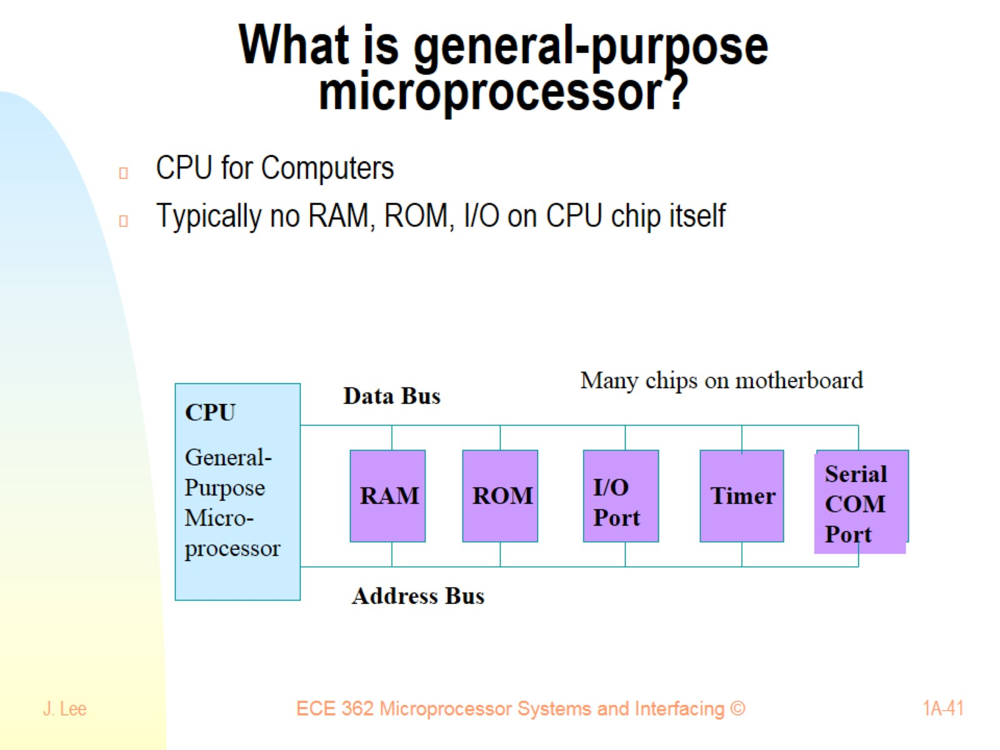 What is general-purpose
microprocessor?
CPU for Computers
Typically no RAM, ROM, I/O on CPU chip itself
Many chips on motherboard
Data Bus
CPU
General-
Purpose
Micro-
processor
RAM
ROM
I/O
Port
Timer
Serial
COM
Port
Address Bus
J. Lee
ECE 362 Microprocessor Systems and Interfacing ©
1A-41